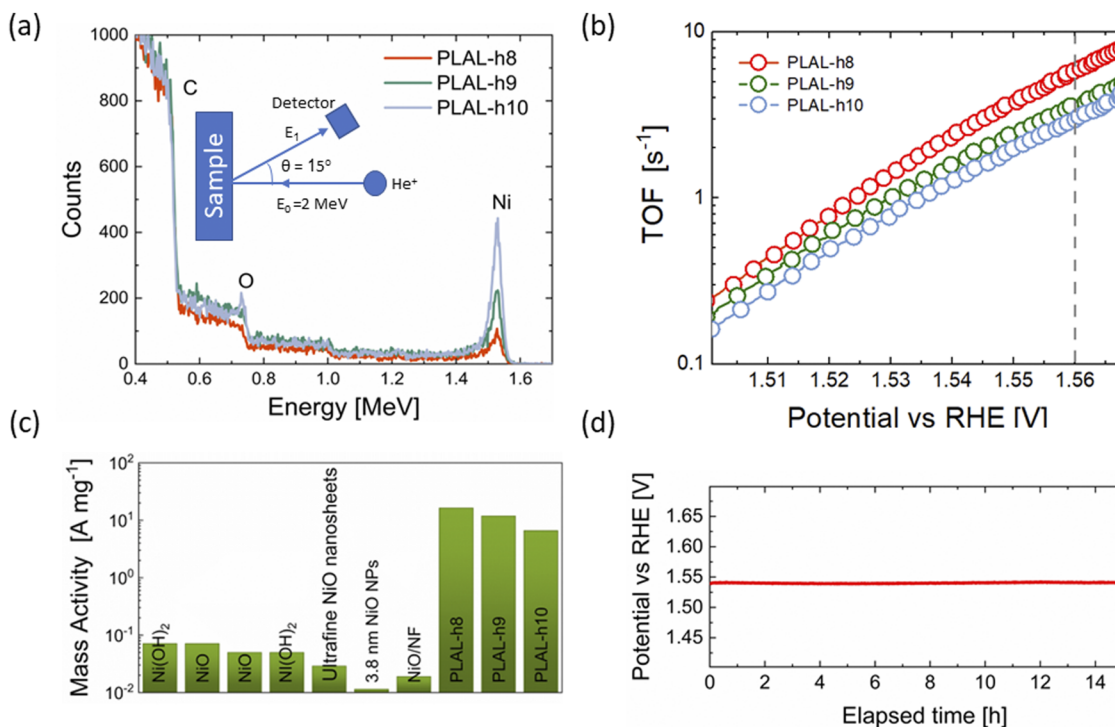 (a)
1000
800
600
400
200
0
Counts
C
O
Ni
PLAL-h8
PLAL-h9
PLAL-h10
Detector
Sample
E1
θ = 15°
E0 =2 MeV
He+
0.4
0.6
0.8
1.0
1.2
1.4
1.6
Energy [MeV]
(b)
10
1
0.1
TOF [s-1]
PLAL-h8
PLAL-h9
PLAL-h10
1.51
1.52
1.53
1.54
1.55
1.56
Potential vs RHE [V]
(c)
Mass Activity [A mg-1]
10^2
10^1
10^0
10^-1
10^-2
Ni(OH)2
NiO
NiO
NI(OH)2
Ultrafine NiO nanosheets
3.8 nm NiO NPs
NiO/NF
PLAL-h8
PLAL-h9
PLAL-h10
(d)
Potential vs RHE [V]
1.65
1.60
1.55
1.50
1.45
0
2
4
6
8
10
12
14
Elapsed time [h]